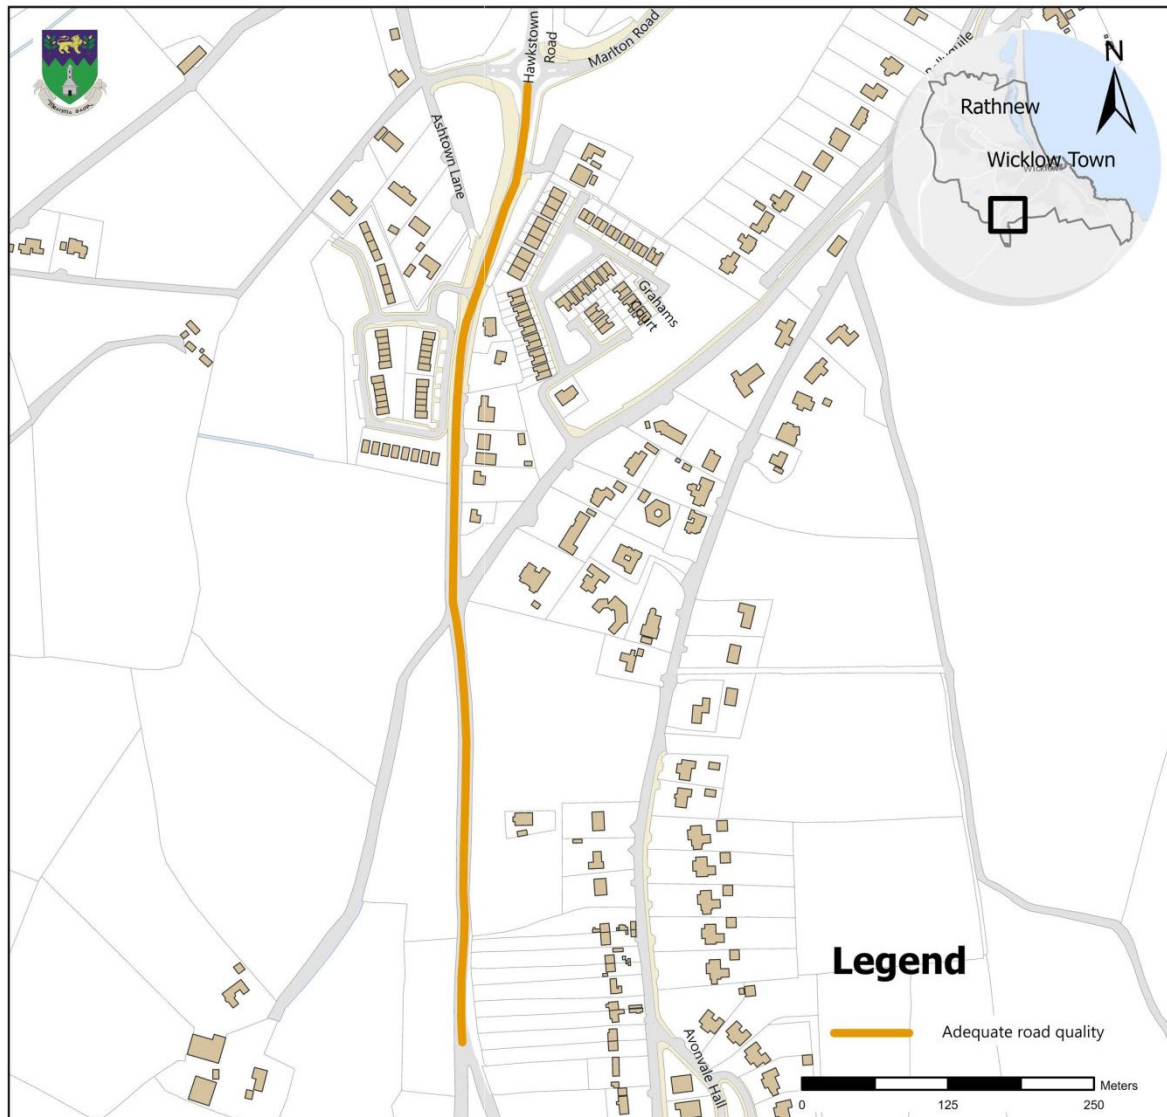 Hawkstown
Road
Marlton Road
Ashtown Lane
Grahams
Court
Rathnew
Wicklow Town
N
Avonvale Hall
Legend
Adequate road quality
Meters
0
125
250